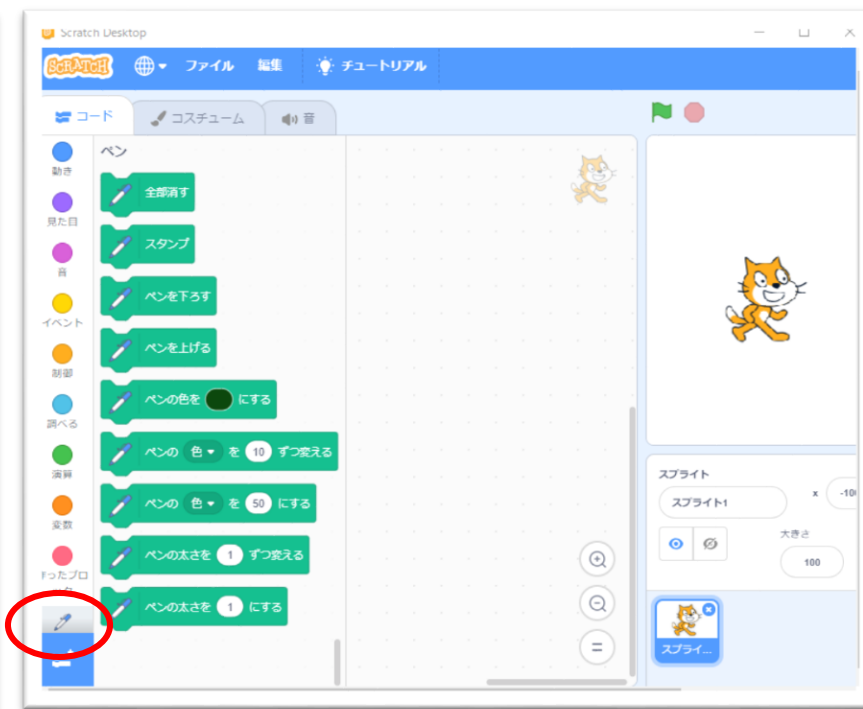 Scratch Desktop
SCRATCH
ファイル
編集
チュートリアル
コード
コスチューム
音
動き
見た目
音
イベント
制御
調べる
演算
変数
ったブロ
ペン
全部消す
スタンプ
ペンを下ろす
ペンを上げる
ペンの色を にする
ペンの 色 を 10 ずつ変える
ペンの 色 を 50 にする
ペンの太さを 1 ずつ変える
ペンの太さを 1 にする
スプライト
スプライト1
x -10
大きさ
100
スプライ...